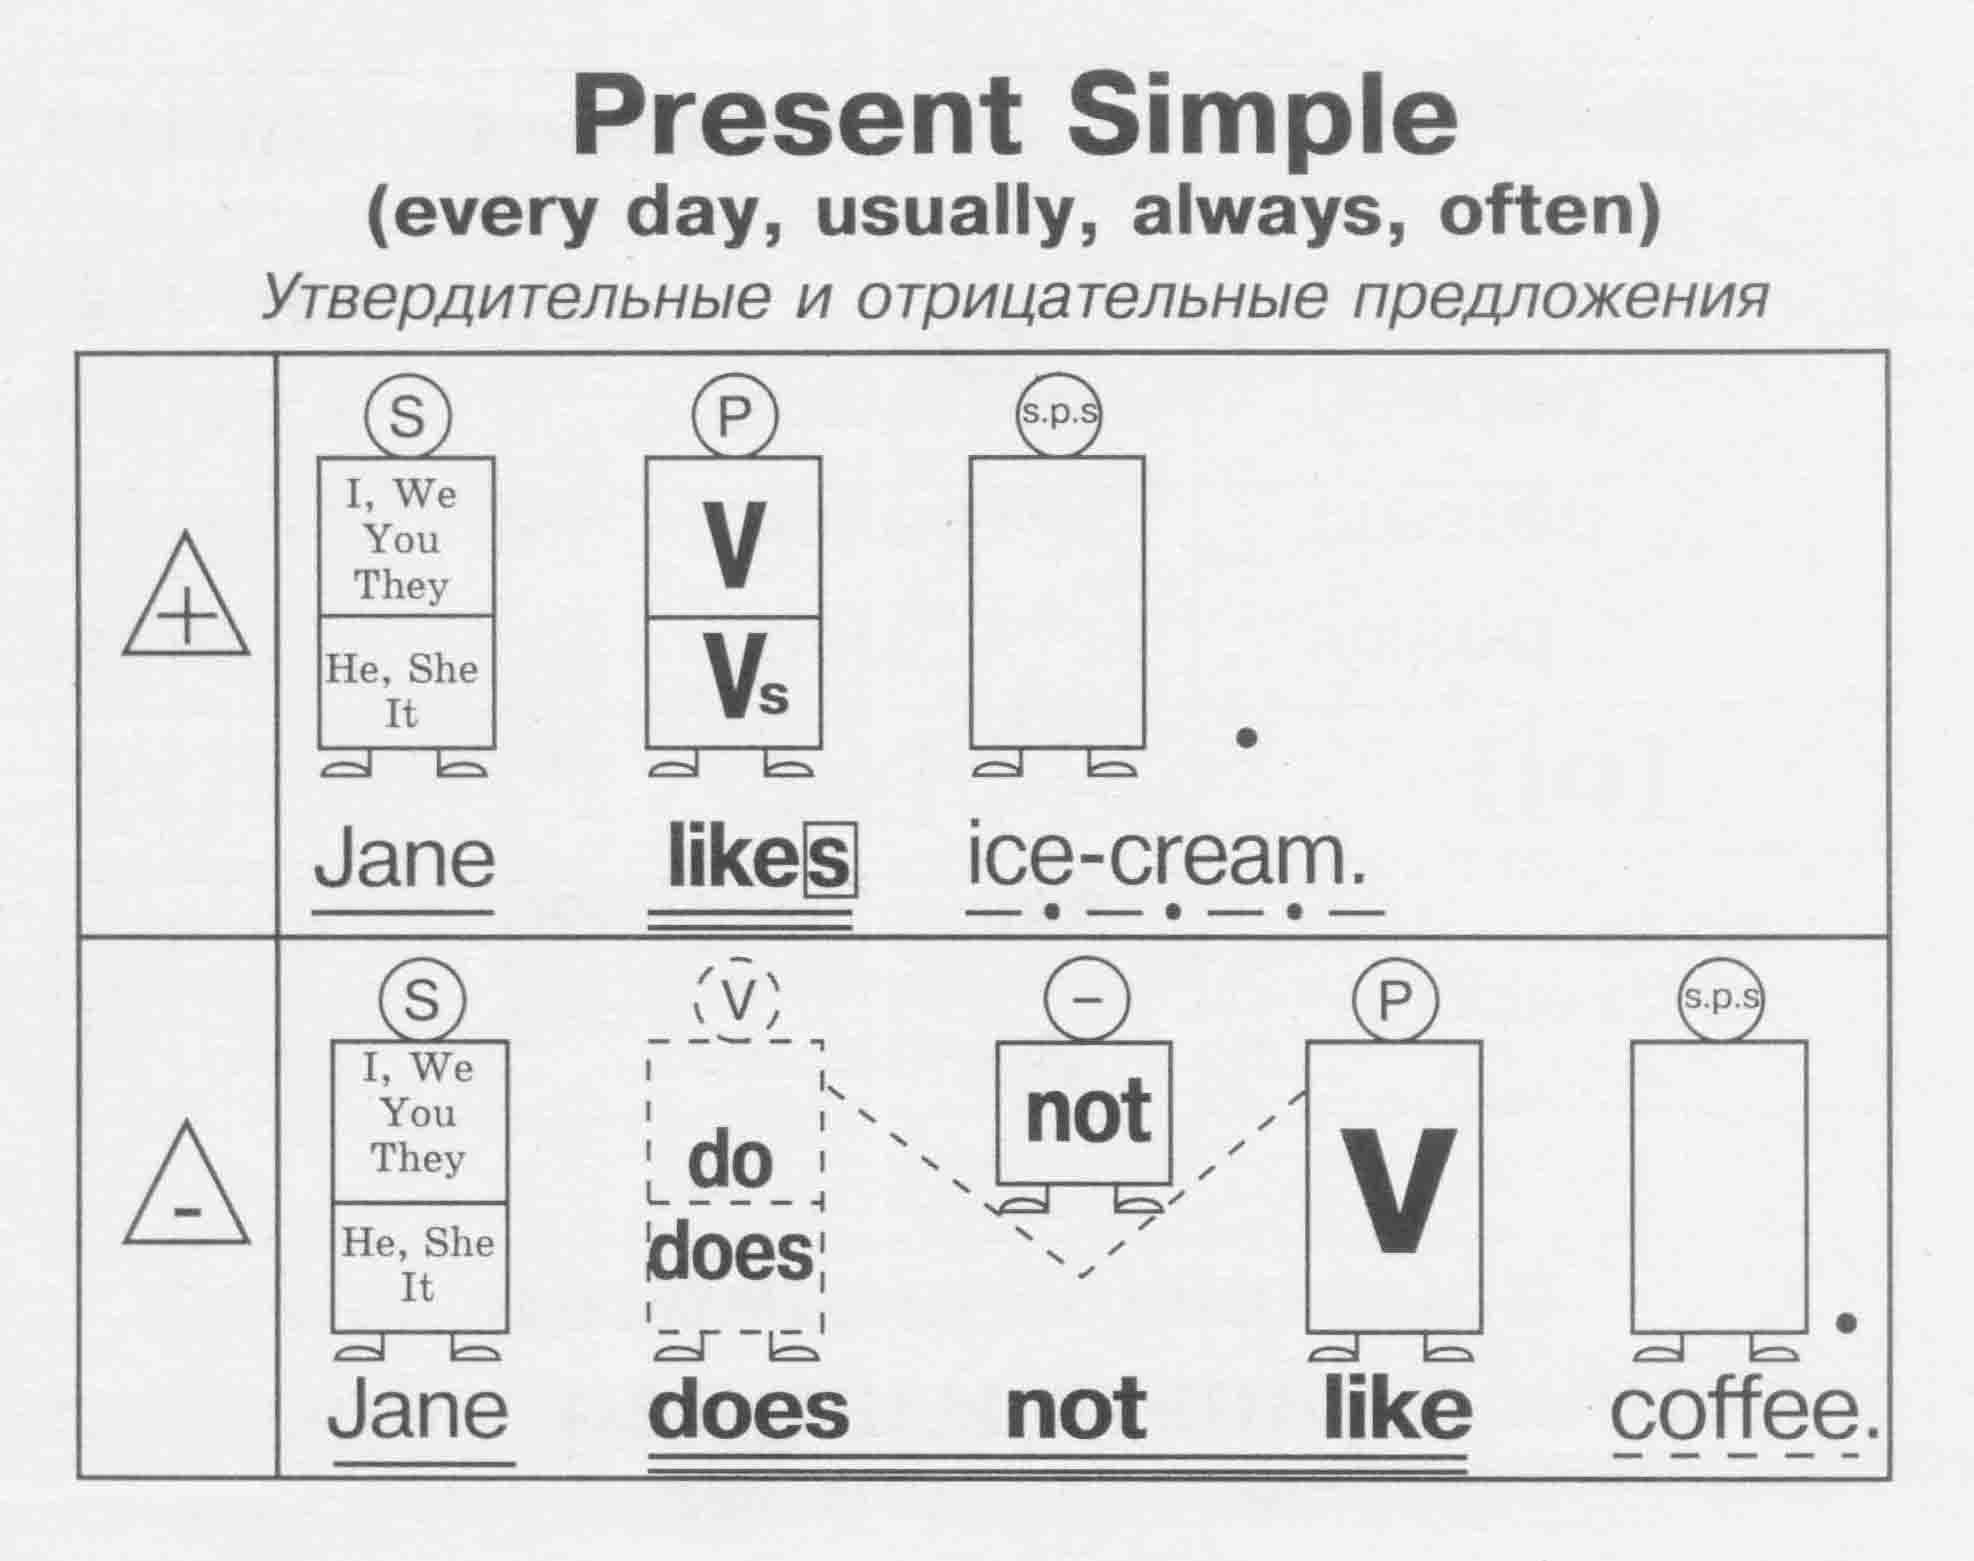 Present Simple
(every day, usually, always, often)
Утвердительные и отрицательные предложения
S P s.p.s
I, We
You
They
V
+
He, She
It
Vs
.
Jane likes ice-cream.
S V – P s.p.s
I, We
You
They
do
not
V
-
He, She
It
does
.
Jane does not like coffee.